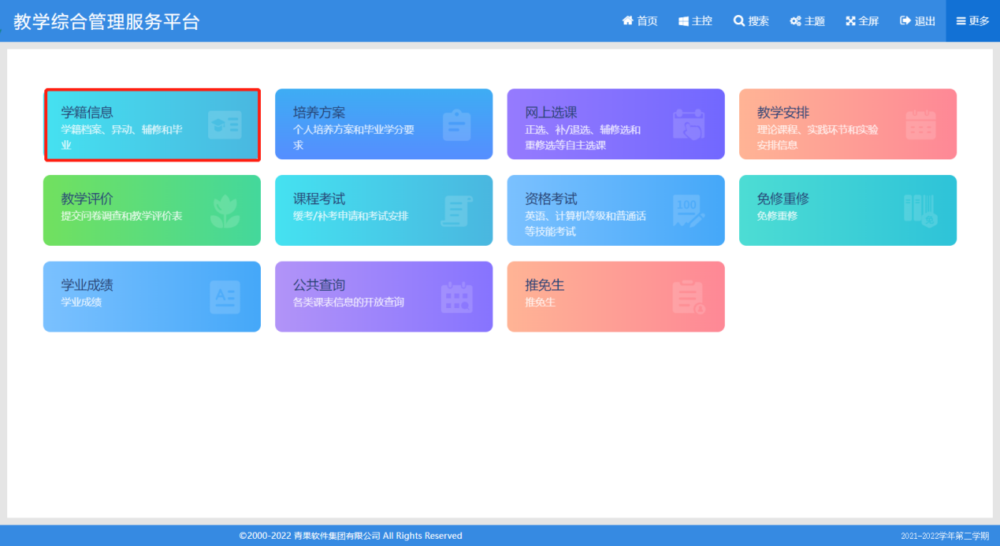 教学综合管理服务平台
首页
主控
搜索
主题
全屏
退出
更多
学籍信息
学籍档案、异动、辅修和毕
业
培养方案
个人培养方案和毕业学分要
求
网上选课
正选、补/退选、辅修选和
重修选等自主选课
教学安排
理论课程、实践环节和实验
安排信息
教学评价
提交问卷调查和教学评价表
课程考试
缓考/补考申请和考试安排
资格考试
英语、计算机等级和普通话
等技能考试
100
免修重修
免修重修
学业成绩
学业成绩
A
公共查询
各类课表信息的开放查询
推免生
推免生
©2000-2022 青果软件集团有限公司 All Rights Reserved
2021-2022学年第二学期